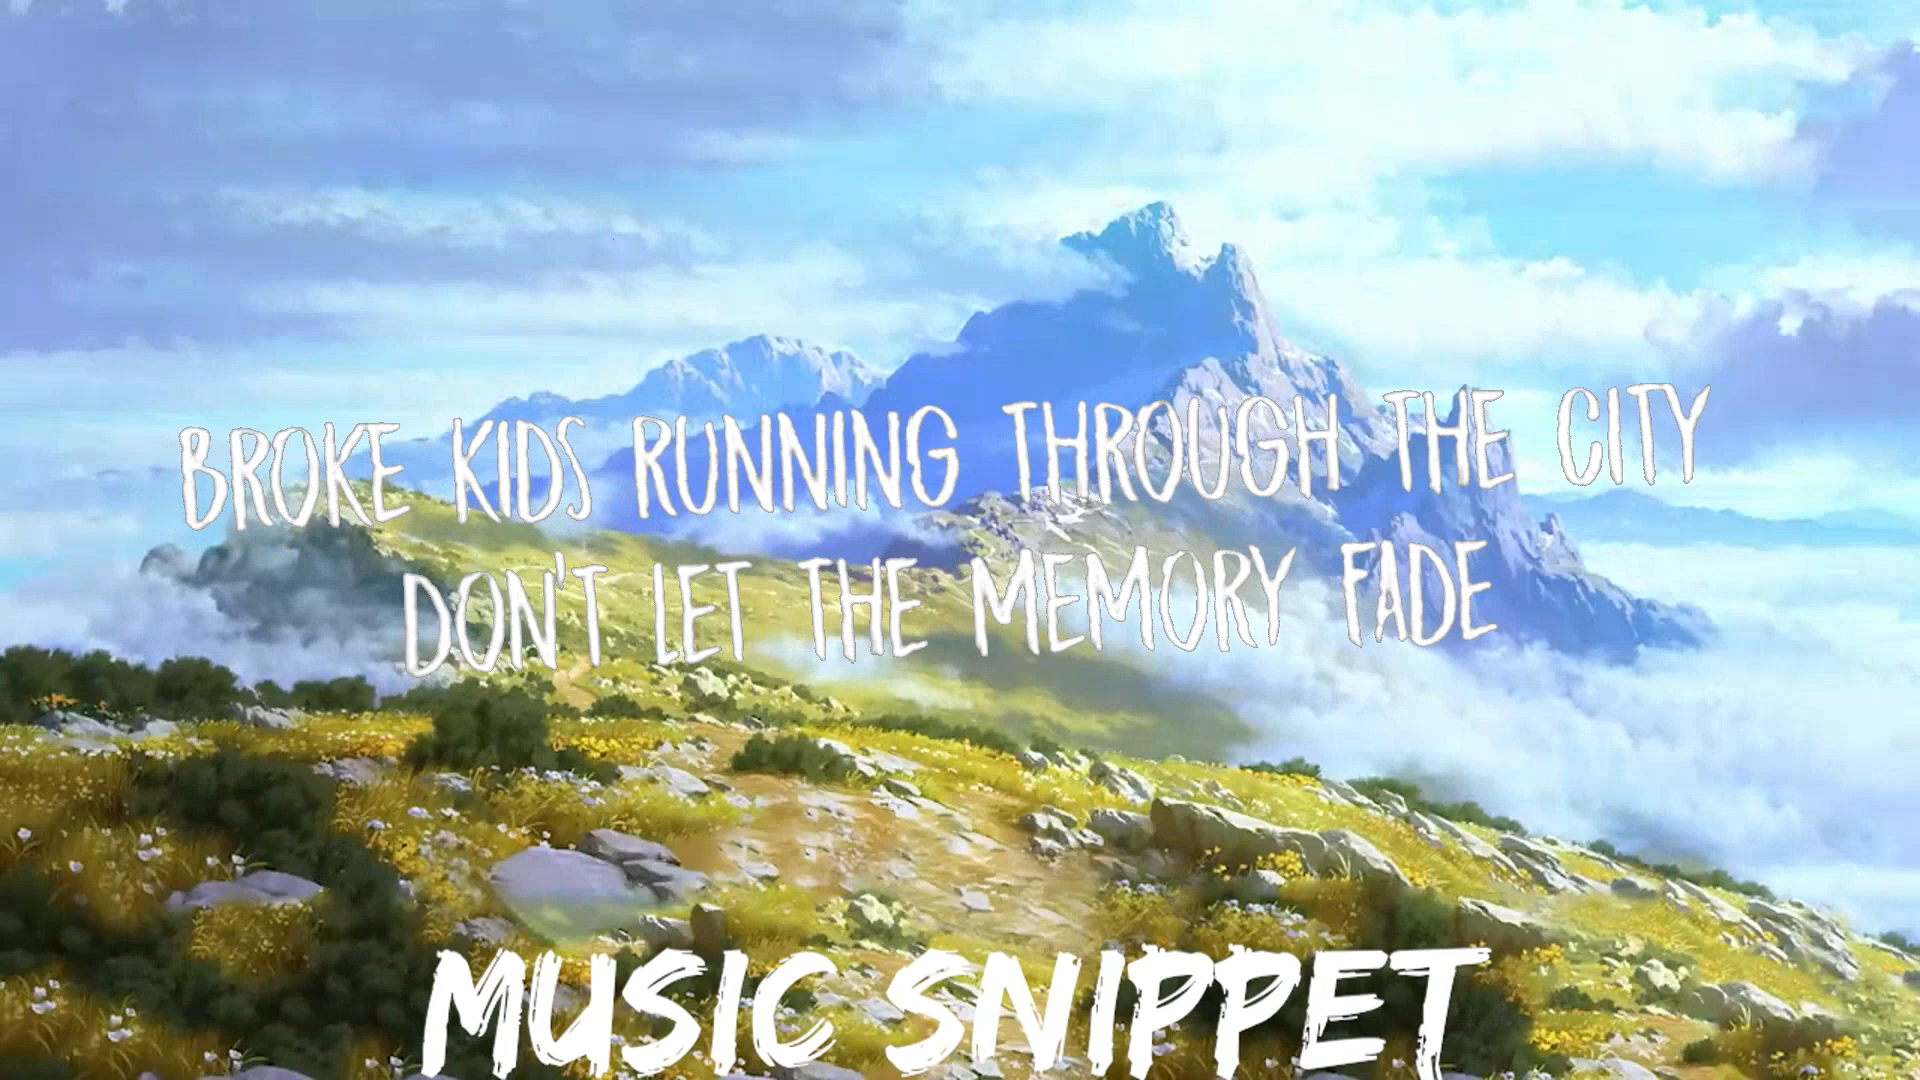 BROKE KIDS RUNNING THROUGH THE CITY
DON'T LET THE MEMORY FADE
MUSIC SNIPPET